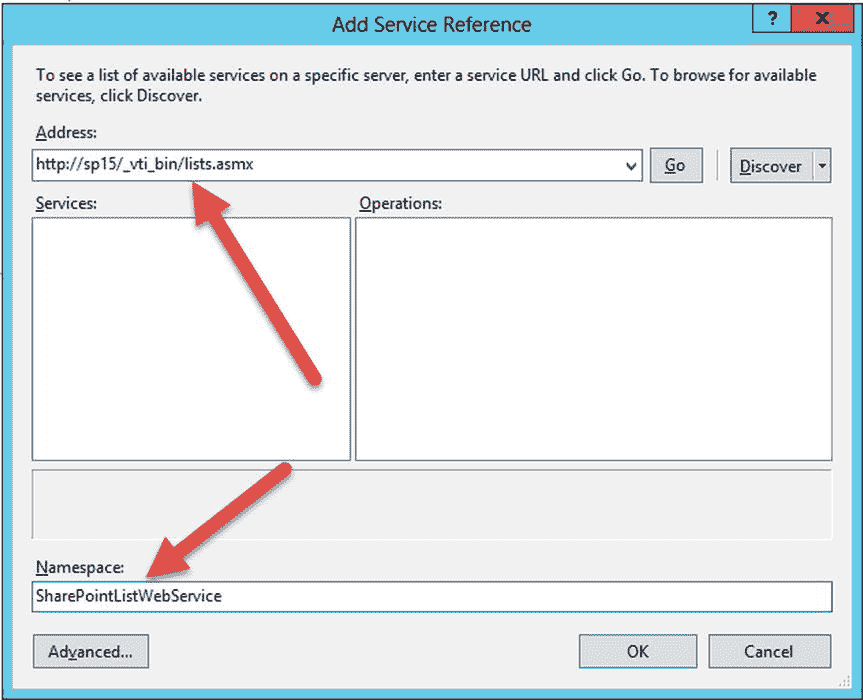 Add Service Reference
?
To see a list of available services on a specific server, enter a service URL and click Go. To browse for available
services, click Discover.
Address:
http://sp15/_vti_bin/lists.asmx
Go
Discover
Services:
Operations:
Namespace:
SharePointListWebService
Advanced...
OK
Cancel